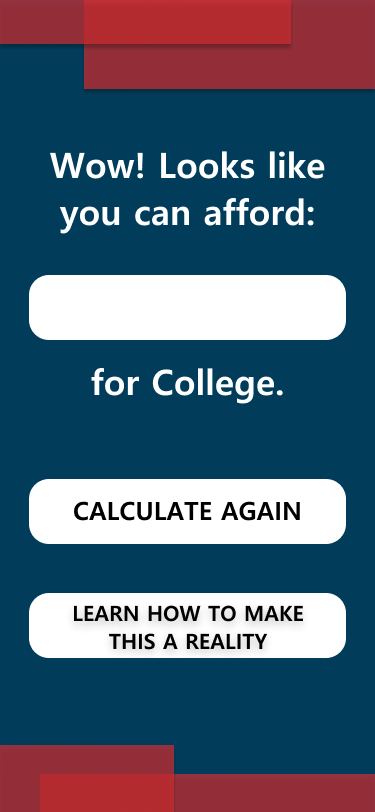 Wow! Looks like
you can afford:
for College.
CALCULATE AGAIN
LEARN HOW TO MAKE
THIS A REALITY